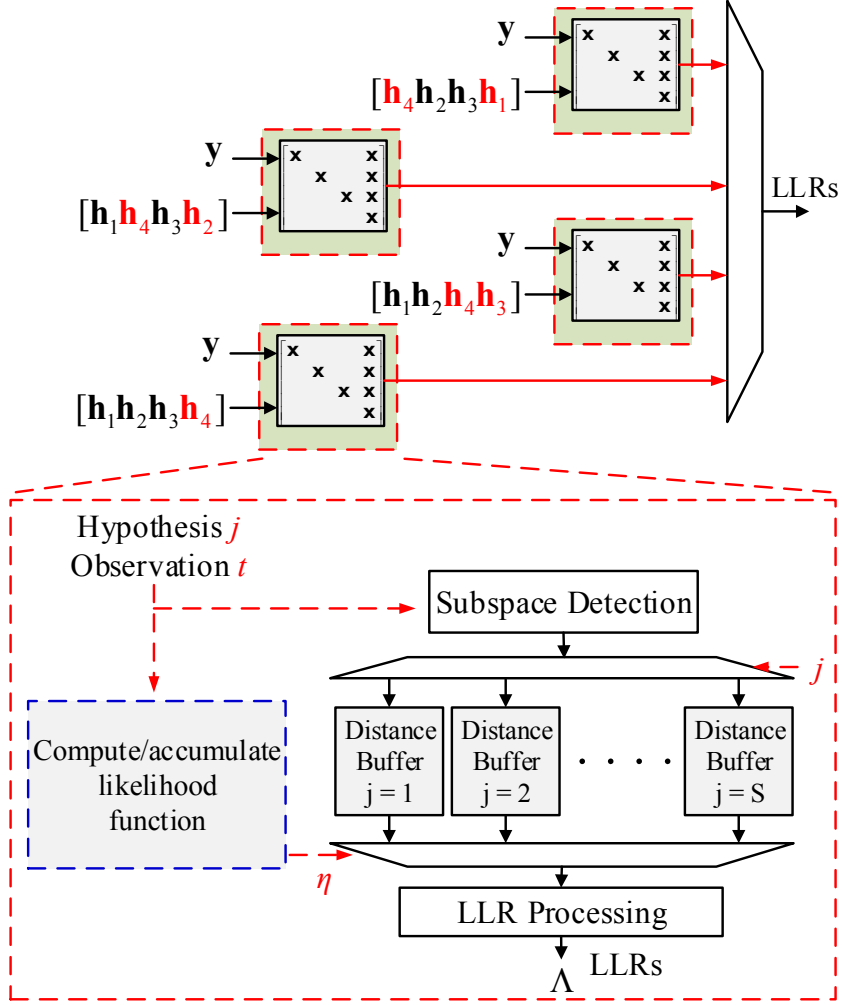 y
[h₄h₂h₃h₁]
x x
x x
x x
x
y
[h₁h₄h₃h₂]
x x
x x
x x
x
LLRs
y
[h₁h₂h₄h₃]
x x
x x
x x
x
y
[h₁h₂h₃h₄]
x x
x x
x x
x
Hypothesis j
Observation t
Subspace Detection
j
Compute/accumulate
likelihood
function
Distance
Buffer
j = 1
Distance
Buffer
j = 2
. . . .
Distance
Buffer
j = S
η
LLR Processing
LLRs
Λ